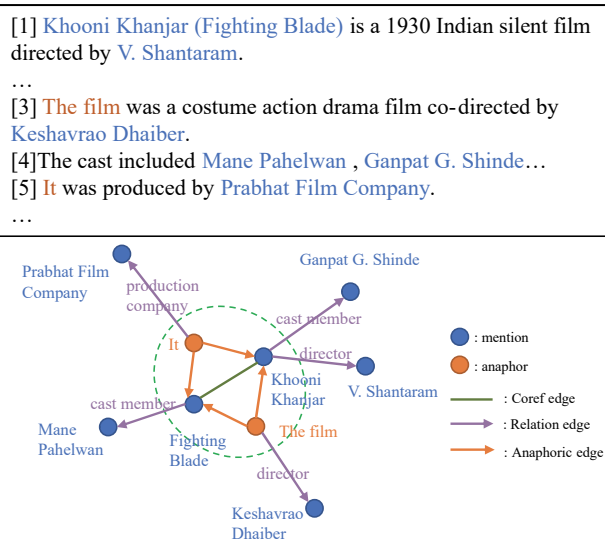 [1] Khooni Khanjar (Fighting Blade) is a 1930 Indian silent film
directed by V. Shantaram.
…
[3] The film was a costume action drama film co-directed by
Keshavrao Dhaiber.
[4]The cast included Mane Pahelwan , Ganpat G. Shinde…
[5] It was produced by Prabhat Film Company.
…
Ganpat G. Shinde
Prabhat Film
Company
production
company
cast member
It
director
: mention
: anaphor
Khooni
Khanjar
V. Shantaram
: Coref edge
cast member
: Relation edge
Mane
Pahelwan
Fighting
Blade
The film
: Anaphoric edge
director
Keshavrao
Dhaiber